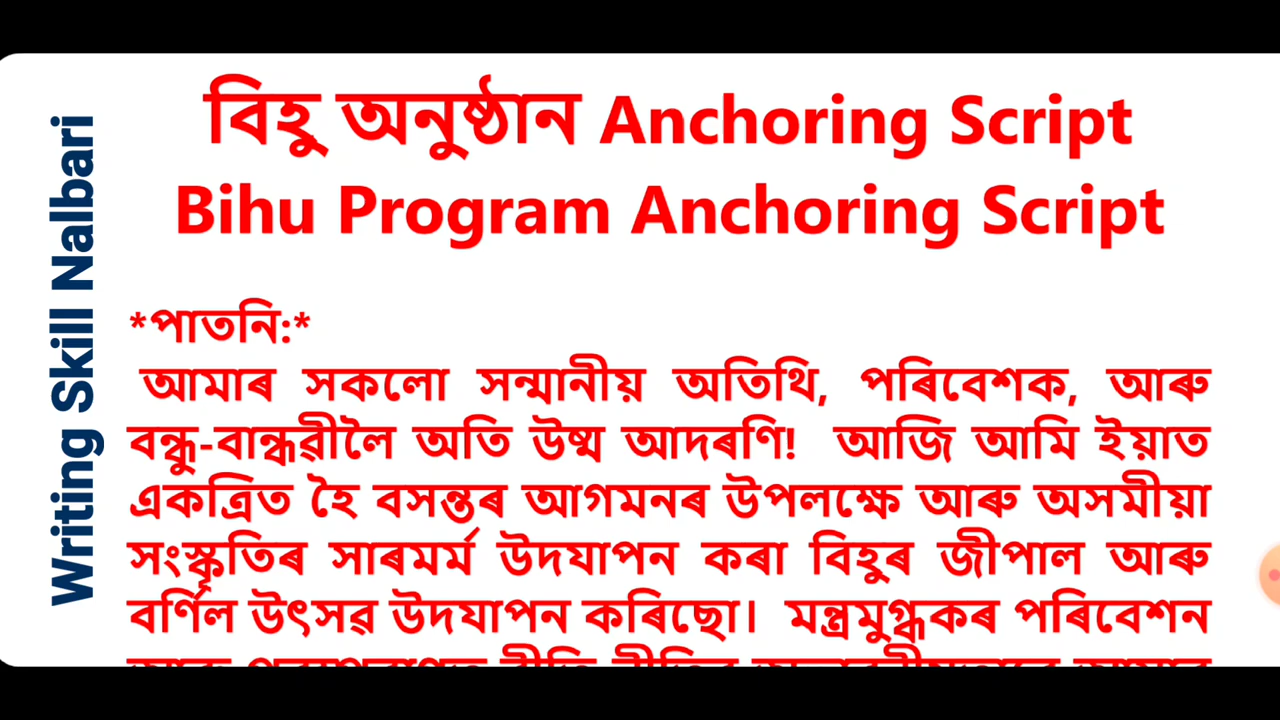 বিহু অনুষ্ঠান Anchoring Script
Bihu Program Anchoring Script
Writing Skill Nalbari
*পাতনি:*
আমাৰ সকলো সন্মানীয় অতিথি, পৰিবেশক, আৰু
বন্ধু-বান্ধৱীলৈ অতি উষ্ম আদৰণি! আজি আমি ইয়াত
একত্ৰিত হৈ বসন্তৰ আগমনৰ উপলক্ষে আৰু অসমীয়া
সংস্কৃতিৰ সাৰমৰ্ম উদযাপন কৰা বিহুৰ জীপাল আৰু
বৰ্ণিল উৎসৱ উদযাপন কৰিছো। মন্ত্ৰমুগ্ধকৰ পৰিবেশন